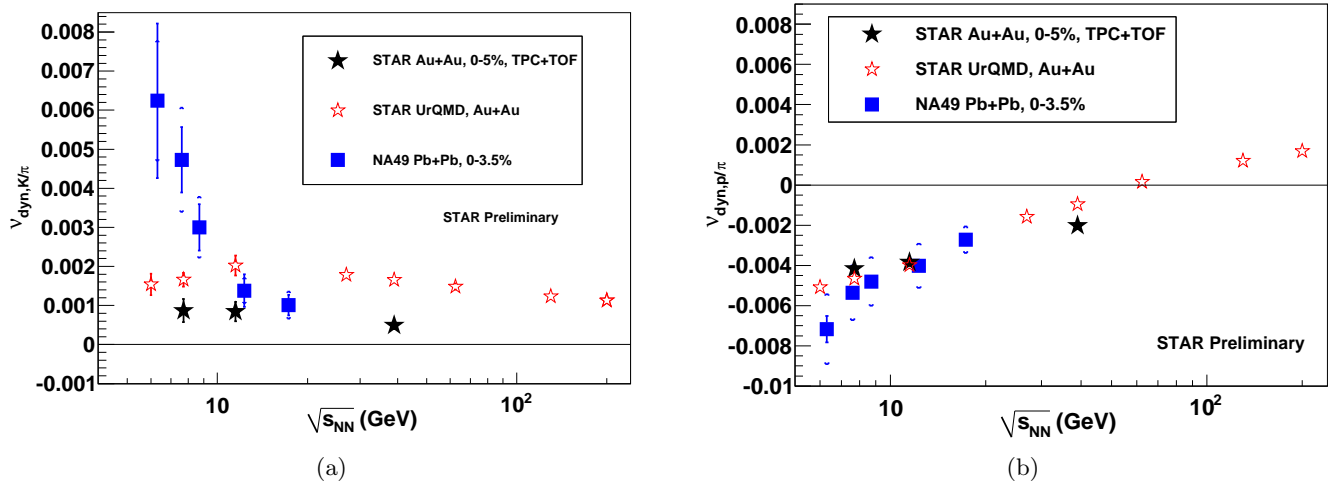 0.008
0.007
0.006
0.005
0.004
0.003
0.002
0.001
0
-0.001
ν_dyn,K/π
STAR Au+Au, 0-5%, TPC+TOF
STAR UrQMD, Au+Au
NA49 Pb+Pb, 0-3.5%
STAR Preliminary
10
10²
√s_NN (GeV)
(a)
0.008
0.006
0.004
0.002
0
-0.002
-0.004
-0.006
-0.008
-0.01
ν_dyn,p/π
STAR Au+Au, 0-5%, TPC+TOF
STAR UrQMD, Au+Au
NA49 Pb+Pb, 0-3.5%
STAR Preliminary
10
10²
√s_NN (GeV)
(b)